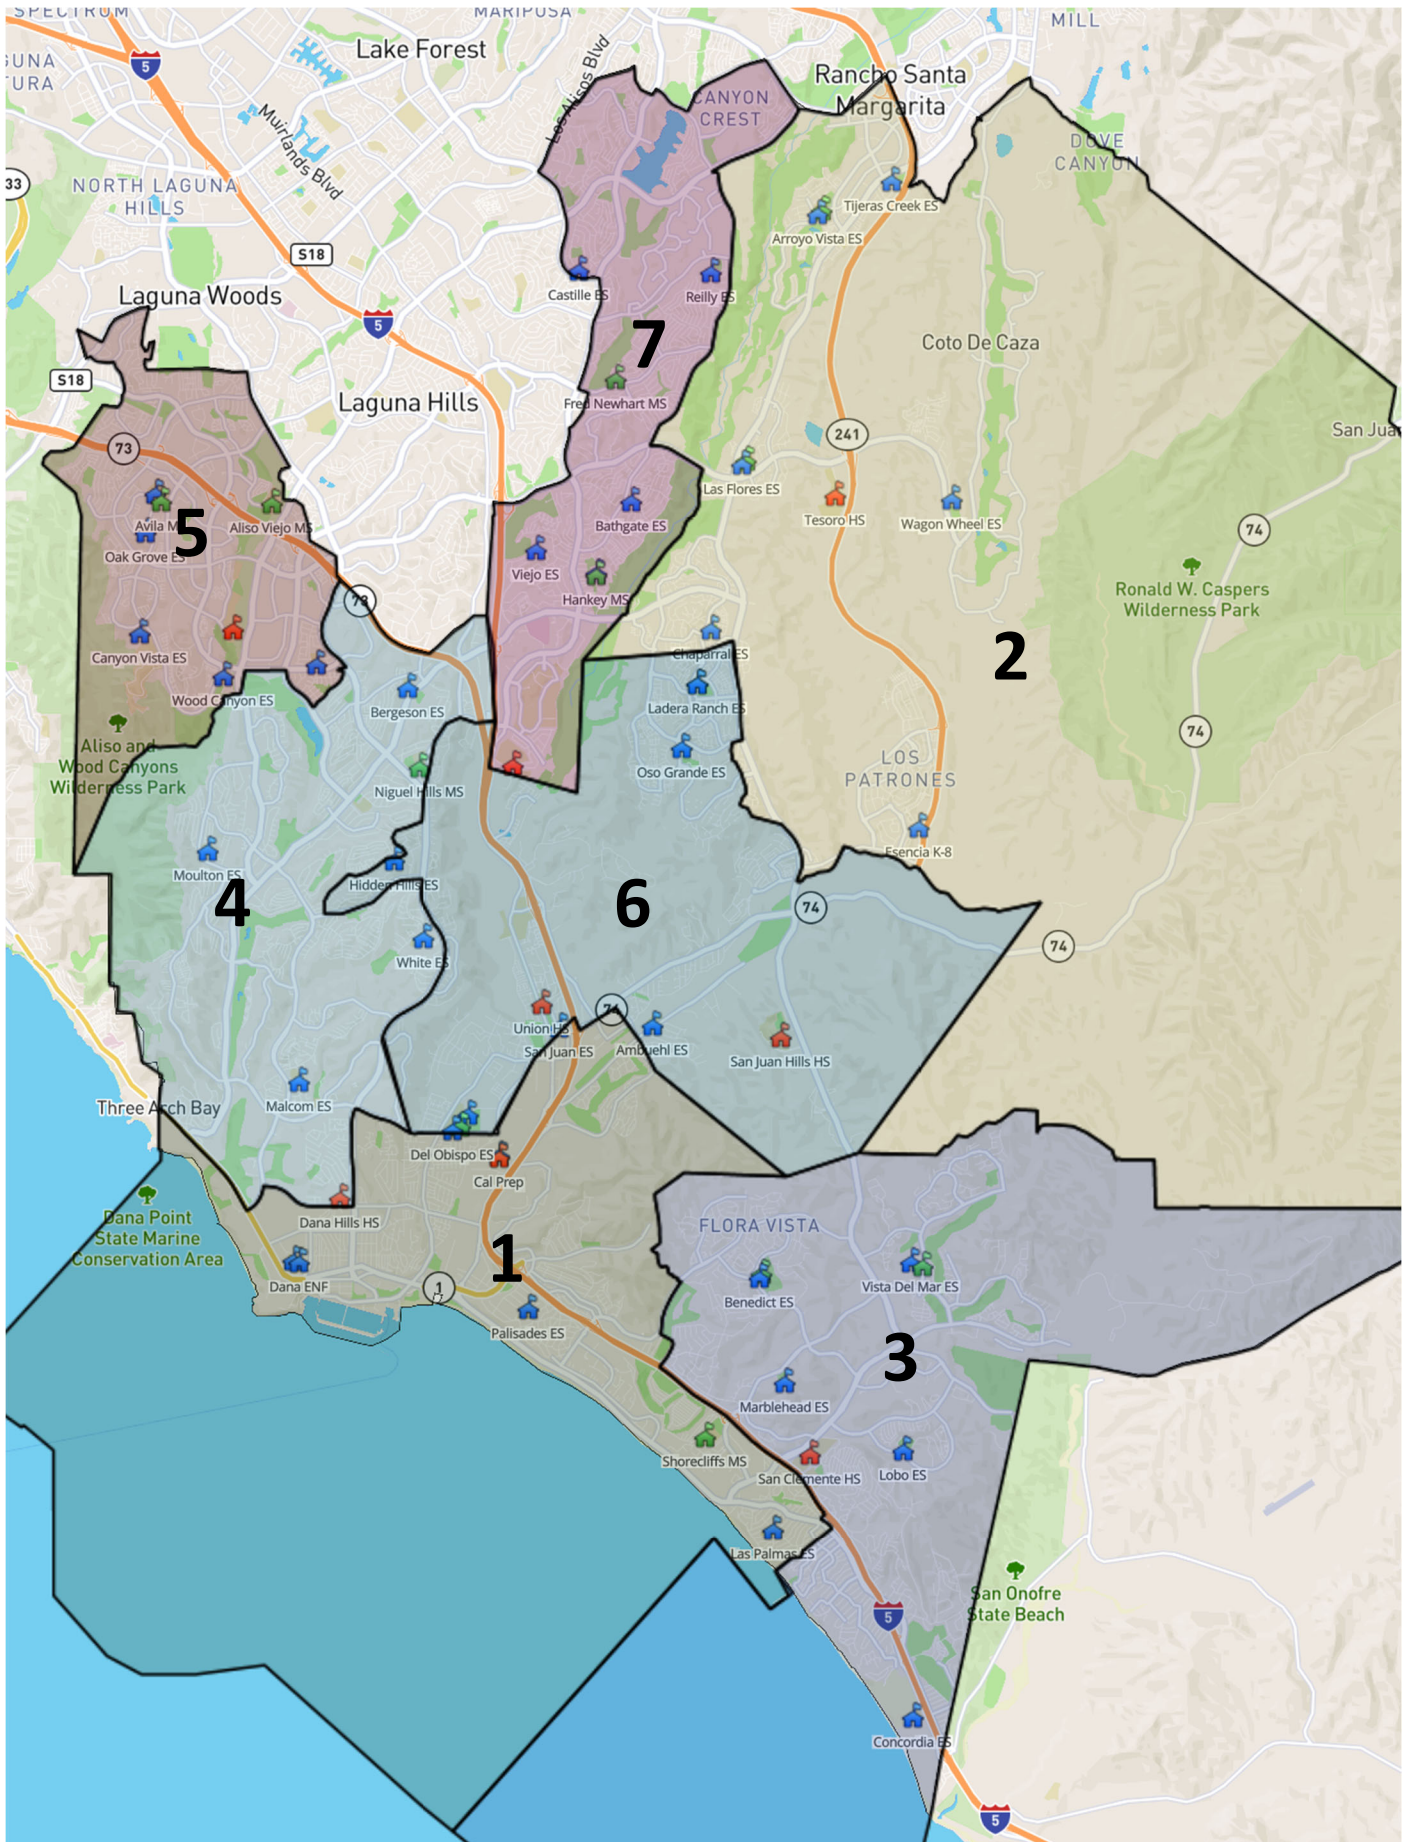 SPECTRUM
MARIPOSA
MILL
Lake Forest
5
Los Alisos Blvd
Rancho Santa
Margarita
CANYON
CREST
Muirlands Blvd
DOVE
CANYON
33
NORTH LAGUNA
HILLS
Tijeras Creek ES
Arroyo Vista ES
S18
Castille ES
Reilly ES
Laguna Woods
5
7
Coto De Caza
S18
Laguna Hills
Fred Newhart MS
73
241
San Jua
Las Flores ES
Tesoro HS
Wagon Wheel ES
Avila M
5
Aliso Viejo MS
Bathgate ES
74
Oak Grove ES
Viejo ES
Hankey MS
Ronald W. Caspers
Wilderness Park
73
2
Canyon Vista ES
Chaparral ES
Wood Canyon ES
Bergeson ES
Ladera Ranch ES
74
Aliso and
Wood Canyons
Wilderness Park
Oso Grande ES
LOS
PATRONES
Niguel Hills MS
Esencia K-8
Moulton ES
Hidden Hills ES
4
6
74
White ES
74
74
Union HS
San Juan ES
Ambuehl ES
San Juan Hills HS
Malcom ES
Three Arch Bay
Del Obispo ES
Cal Prep
Dana Point
State Marine
Conservation Area
Dana Hills HS
FLORA VISTA
1
Dana ENF
1
Vista Del Mar ES
Benedict ES
Palisades ES
3
Marblehead ES
Shorecliffs MS
San Clemente HS
Lobo ES
Las Palmas ES
San Onofre
State Beach
5
Concordia ES
5